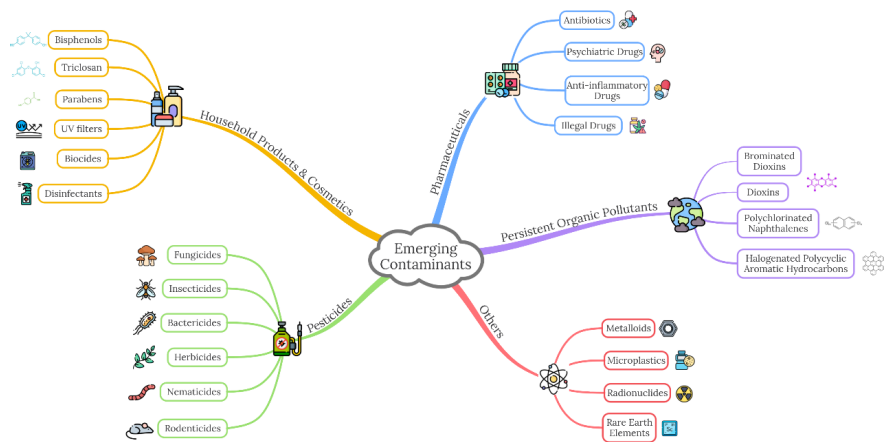 Emerging
Contaminants
Household Products & Cosmetics
Bisphenols
Triclosan
Parabens
UV filters
UV
Biocides
Disinfectants
Pharmaceuticals
Antibiotics
Psychiatric Drugs
Anti-inflammatory
Drugs
Illegal Drugs
Persistent Organic Pollutants
Brominated
Dioxins
Dioxins
Polychlorinated
Naphthalenes
Halogenated Polycyclic
Aromatic Hydrocarbons
Pesticides
Fungicides
Insecticides
Bactericides
Herbicides
Nematicides
Rodenticides
Others
Metalloids
Microplastics
Radionuclides
Rare Earth
Elements